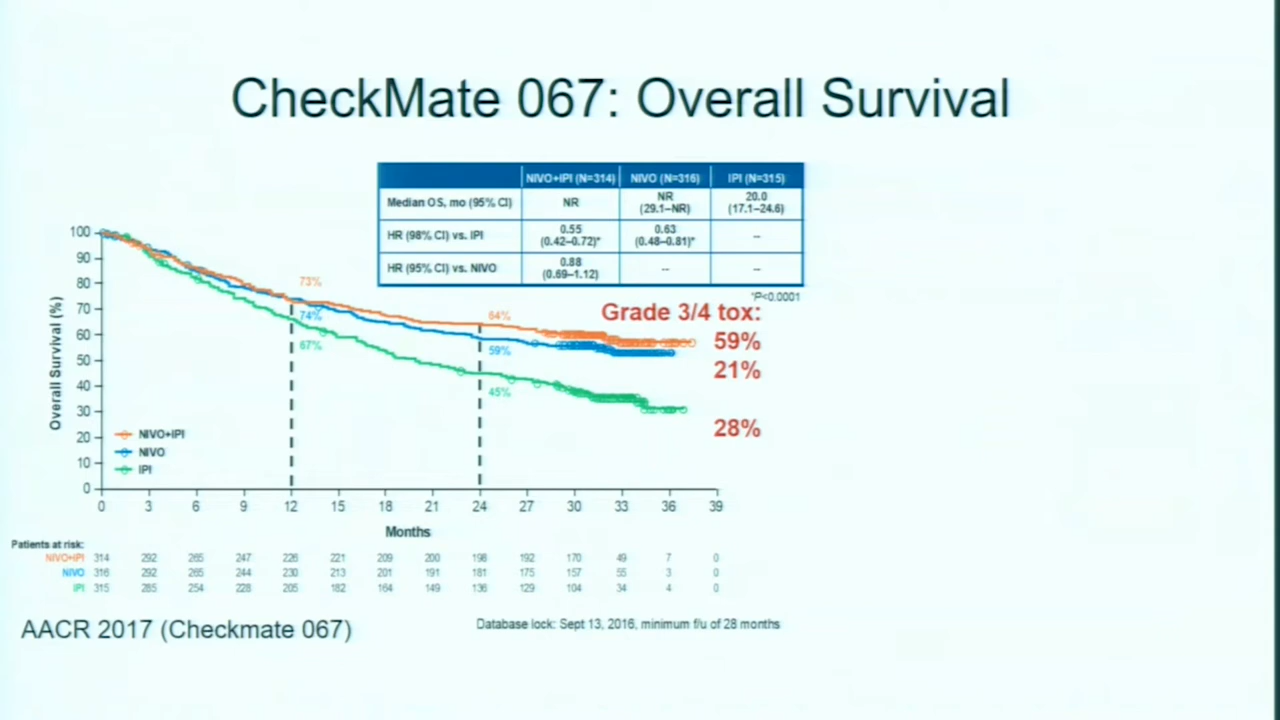 CheckMate 067: Overall Survival
NIVO+IPI (N=314) NIVO (N=316) IPI (N=315)
Median OS, mo (95% CI) NR NR (29.1–NR) 20.0 (17.1–24.6)
HR (98% CI) vs. IPI 0.55 (0.42–0.72)* 0.63 (0.48–0.81)* --
HR (95% CI) vs. NIVO 0.88 (0.69–1.12) -- --
*P<0.0001
Grade 3/4 tox:
59%
21%
28%
Overall Survival (%)
100
90
80
70
60
50
40
30
20
10
0
73%
74%
67%
64%
59%
45%
NIVO+IPI
NIVO
IPI
0 3 6 9 12 15 18 21 24 27 30 33 36 39
Months
Patients at risk:
NIVO+IPI 314 292 265 247 226 221 209 200 198 192 170 49 7 0
NIVO 316 292 265 244 230 213 201 191 181 175 157 55 3 0
IPI 315 285 254 228 205 182 164 149 136 129 104 34 4 0
AACR 2017 (Checkmate 067)
Database lock: Sept 13, 2016, minimum f/u of 28 months